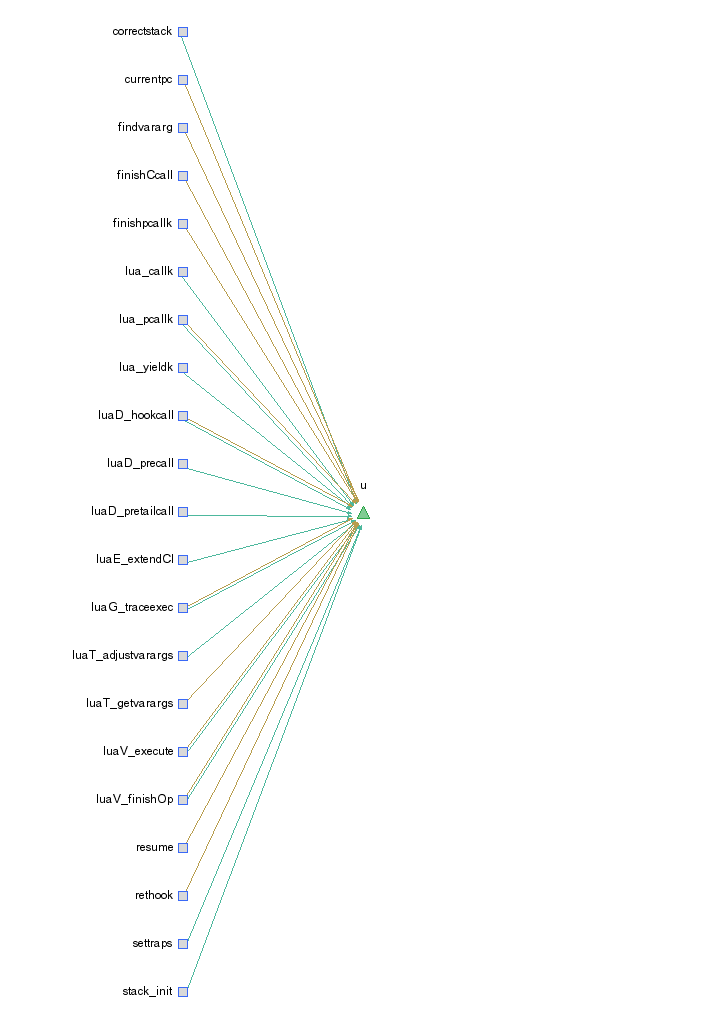 correctstack
currentpc
findvararg
finishCcall
finishpcallk
lua_callk
lua_pcallk
lua_yieldk
luaD_hookcall
luaD_precall
u
luaD_pretailcall
luaE_extendCI
luaG_traceexec
luaT_adjustvarargs
luaT_getvarargs
luaV_execute
luaV_finishOp
resume
rethook
settraps
stack_init